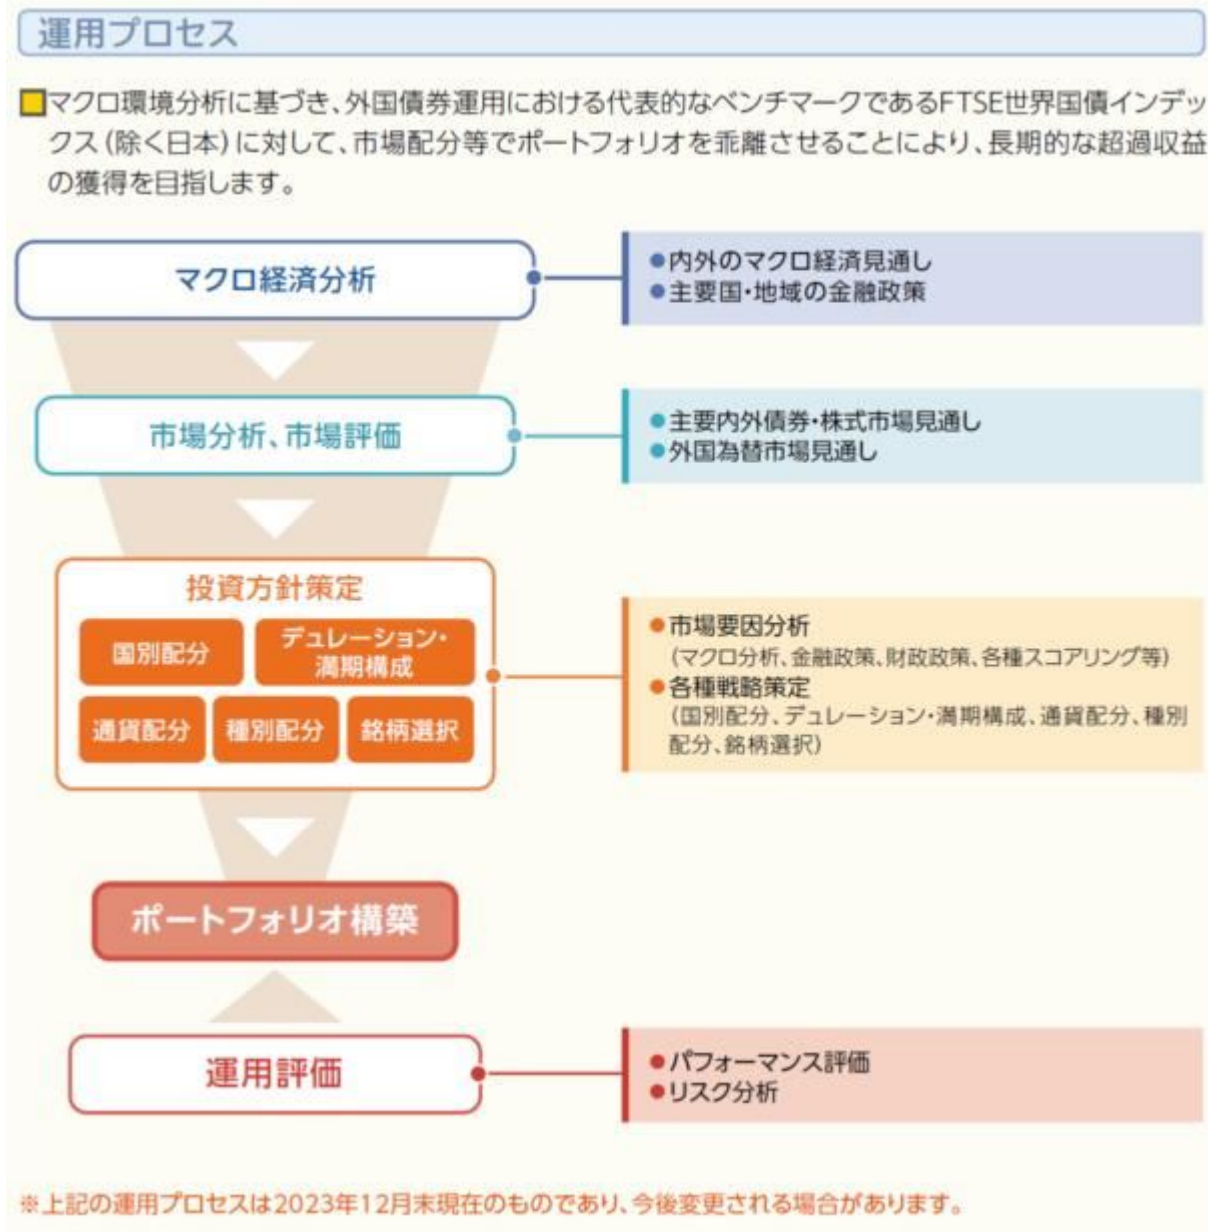 運用プロセス
マクロ環境分析に基づき、外国債券運用における代表的なベンチマークであるFTSE世界国債インデッ
クス(除く日本)に対して、市場配分等でポートフォリオを乖離させることにより、長期的な超過収益
の獲得を目指します。
マクロ経済分析
●内外のマクロ経済見通し
●主要国・地域の金融政策
市場分析、市場評価
●主要内外債券・株式市場見通し
●外国為替市場見通し
投資方針策定
国別配分
デュレーション・
満期構成
通貨配分
種別配分
銘柄選択
●市場要因分析
(マクロ分析、金融政策、財政政策、各種スコアリング等)
●各種戦略策定
(国別配分、デュレーション・満期構成、通貨配分、種別
配分、銘柄選択)
ポートフォリオ構築
運用評価
●パフォーマンス評価
●リスク分析
※上記の運用プロセスは2023年12月末現在のものであり、今後変更される場合があります。